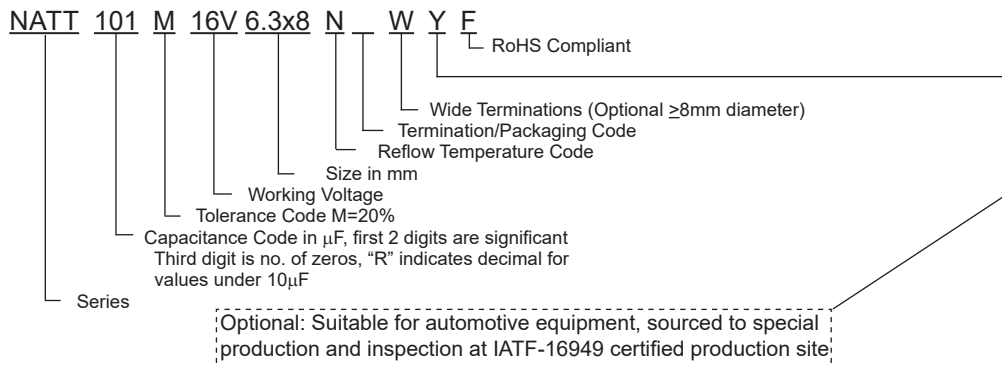 NATT 101 M 16V 6.3x8 N _ W Y F
RoHS Compliant
Wide Terminations (Optional ≥8mm diameter)
Termination/Packaging Code
Reflow Temperature Code
Size in mm
Working Voltage
Tolerance Code M=20%
Capacitance Code in μF, first 2 digits are significant
Third digit is no. of zeros, “R” indicates decimal for
values under 10μF
Series
Optional: Suitable for automotive equipment, sourced to special
production and inspection at IATF-16949 certified production site